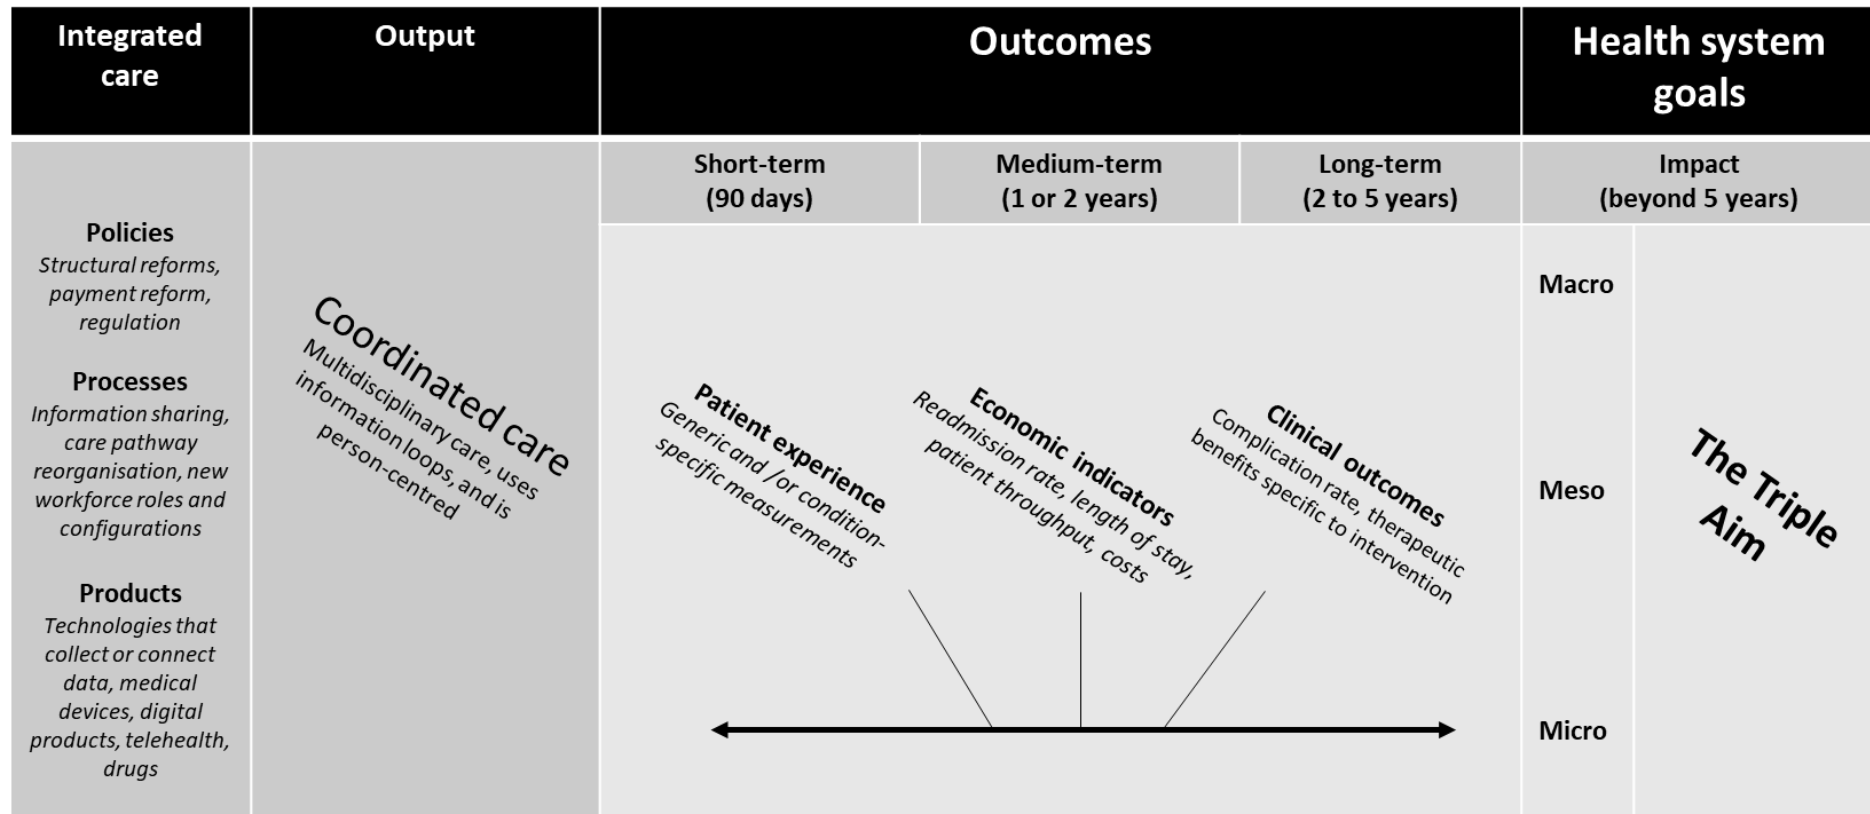 Integrated
care
Output
Outcomes
Health system
goals
Short-term
(90 days)
Medium-term
(1 or 2 years)
Long-term
(2 to 5 years)
Impact
(beyond 5 years)
Policies
Structural reforms,
payment reform,
regulation
Processes
Information sharing,
care pathway
reorganisation, new
workforce roles and
configurations
Products
Technologies that
collect or connect
data, medical
devices, digital
products, telehealth,
drugs
Coordinated care
Multidisciplinary care, uses
information loops, and is
person-centred
Patient experience
Generic and /or condition-
specific measurements
Economic indicators
Readmission rate, length of stay,
patient throughput, costs
Clinical outcomes
Complication rate, therapeutic
benefits specific to intervention
Macro
Meso
Micro
The Triple
Aim